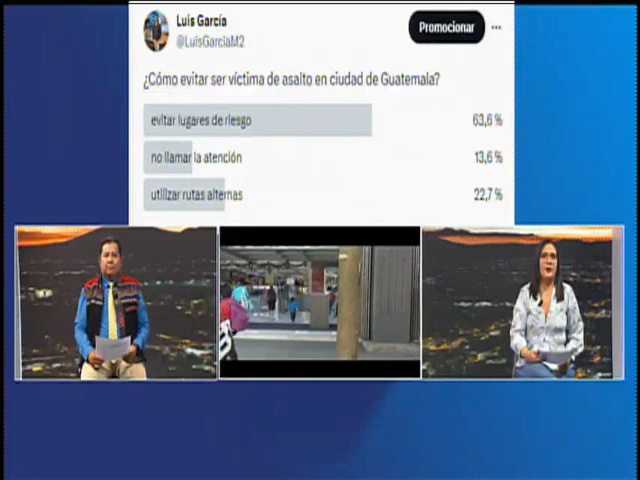 Luis García
Promocionar ...
@LuisGarciaM2
¿Cómo evitar ser víctima de asalto en ciudad de Guatemala?
evitar lugares de riesgo 63,6 %
no llamar la atención 13,6 %
utilizar rutas alternas 22,7 %